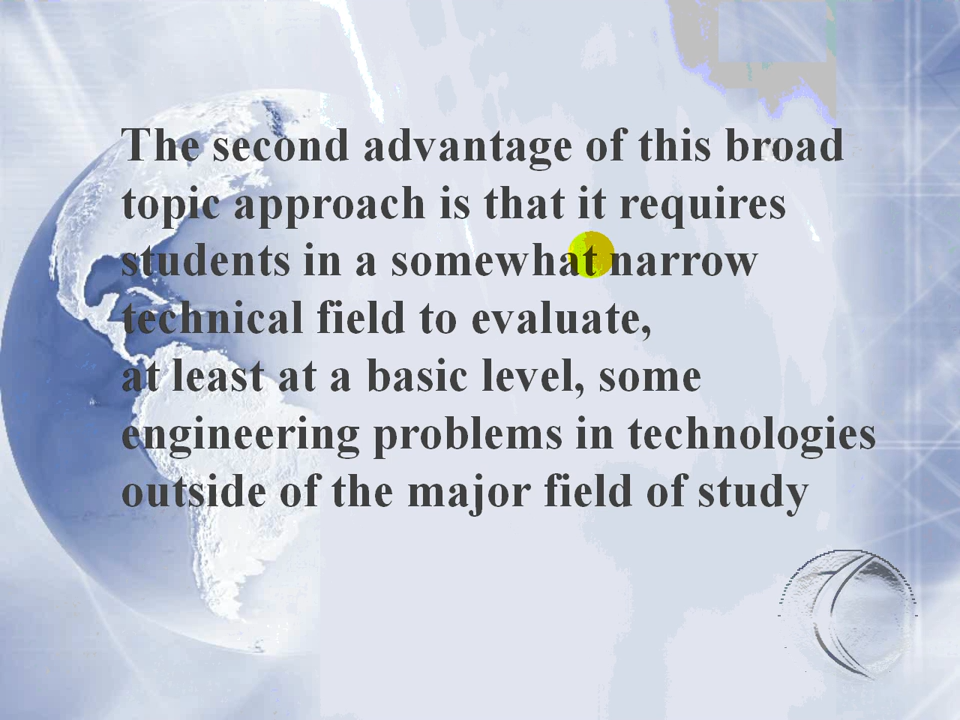 The second advantage of this broad
topic approach is that it requires
students in a somewhat narrow
technical field to evaluate,
at least at a basic level, some
engineering problems in technologies
outside of the major field of study